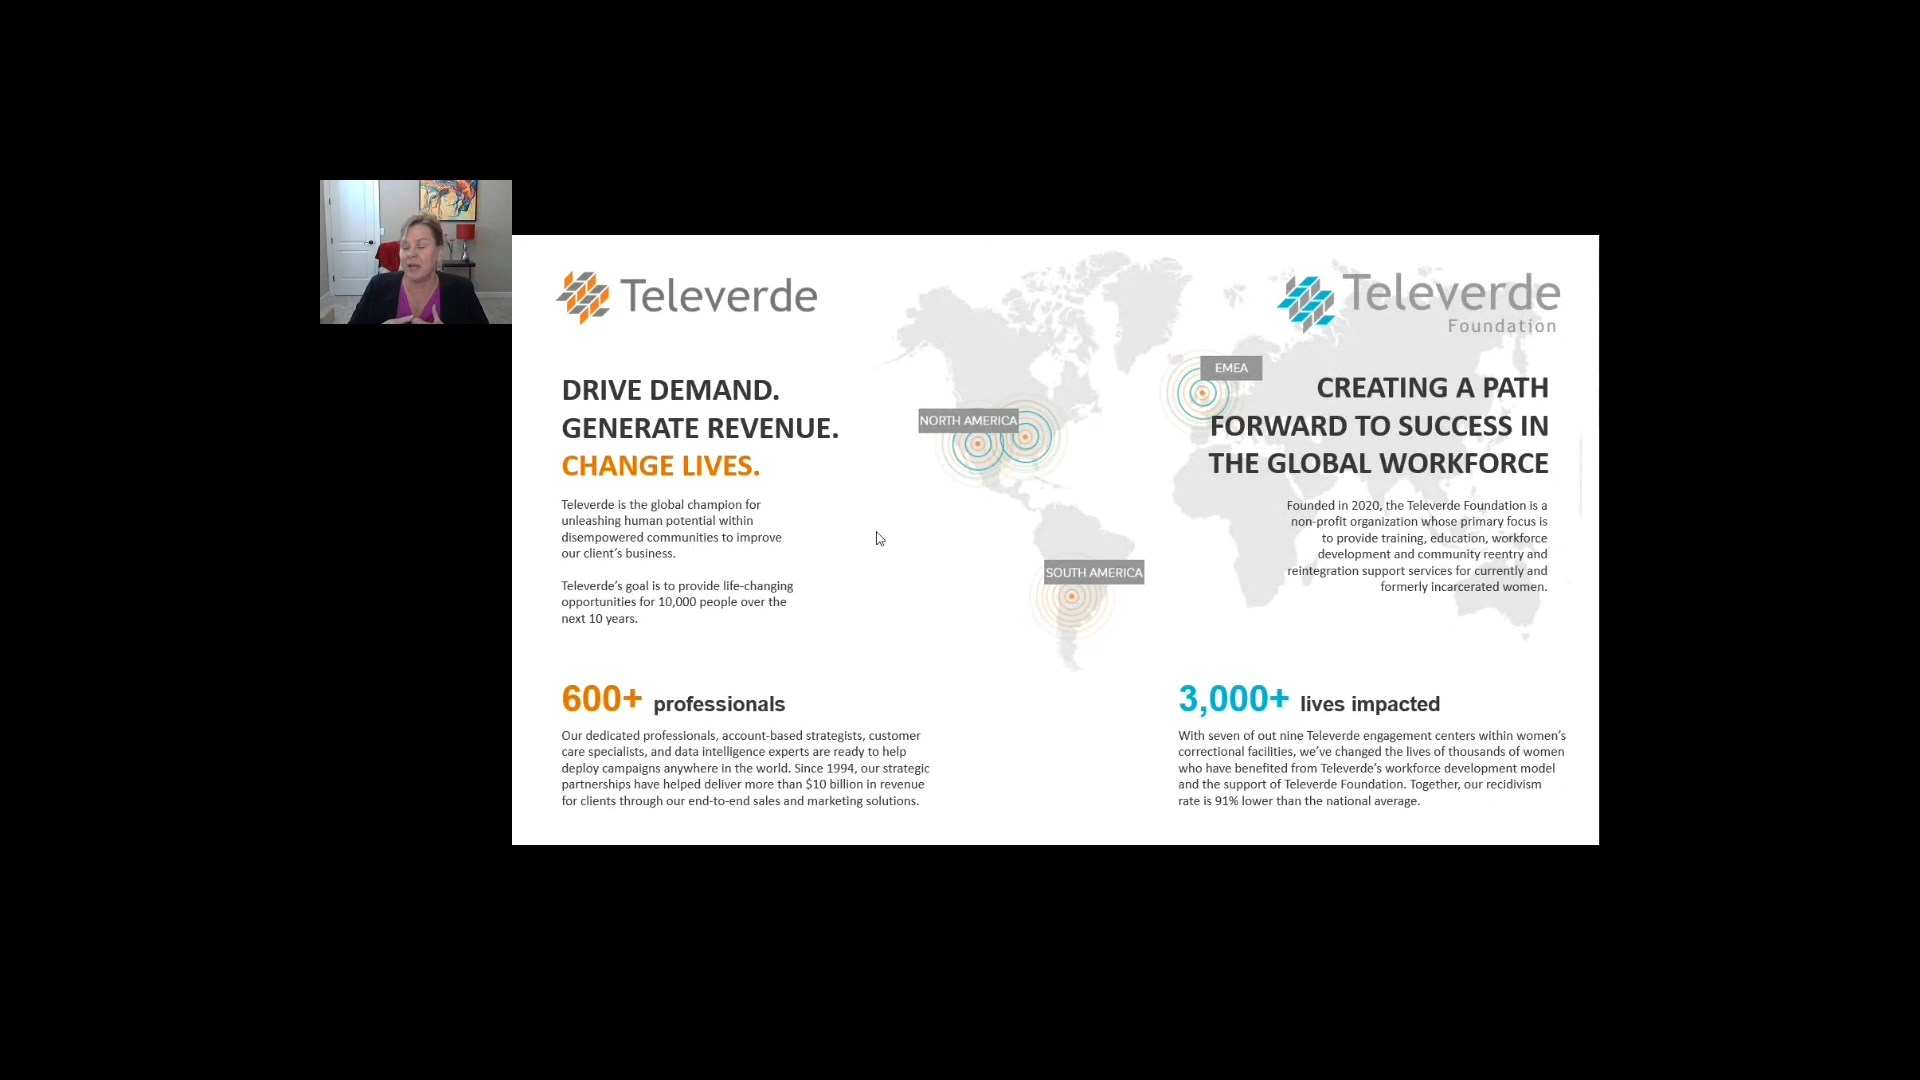 Televerde
DRIVE DEMAND.
GENERATE REVENUE.
CHANGE LIVES.
Televerde is the global champion for
unleashing human potential within
disempowered communities to improve
our client's business.
Televerde's goal is to provide life-changing
opportunities for 10,000 people over the
next 10 years.
600+ professionals
Our dedicated professionals, account-based strategists, customer
care specialists, and data intelligence experts are ready to help
deploy campaigns anywhere in the world. Since 1994, our strategic
partnerships have helped deliver more than $10 billion in revenue
for clients through our end-to-end sales and marketing solutions.
NORTH AMERICA
EMEA
SOUTH AMERICA
Televerde
Foundation
CREATING A PATH
FORWARD TO SUCCESS IN
THE GLOBAL WORKFORCE
Founded in 2020, the Televerde Foundation is a
non-profit organization whose primary focus is
to provide training, education, workforce
development and community reentry and
reintegration support services for currently and
formerly incarcerated women.
3,000+ lives impacted
With seven of out nine Televerde engagement centers within women's
correctional facilities, we've changed the lives of thousands of women
who have benefited from Televerde's workforce development model
and the support of Televerde Foundation. Together, our recidivism
rate is 91% lower than the national average.